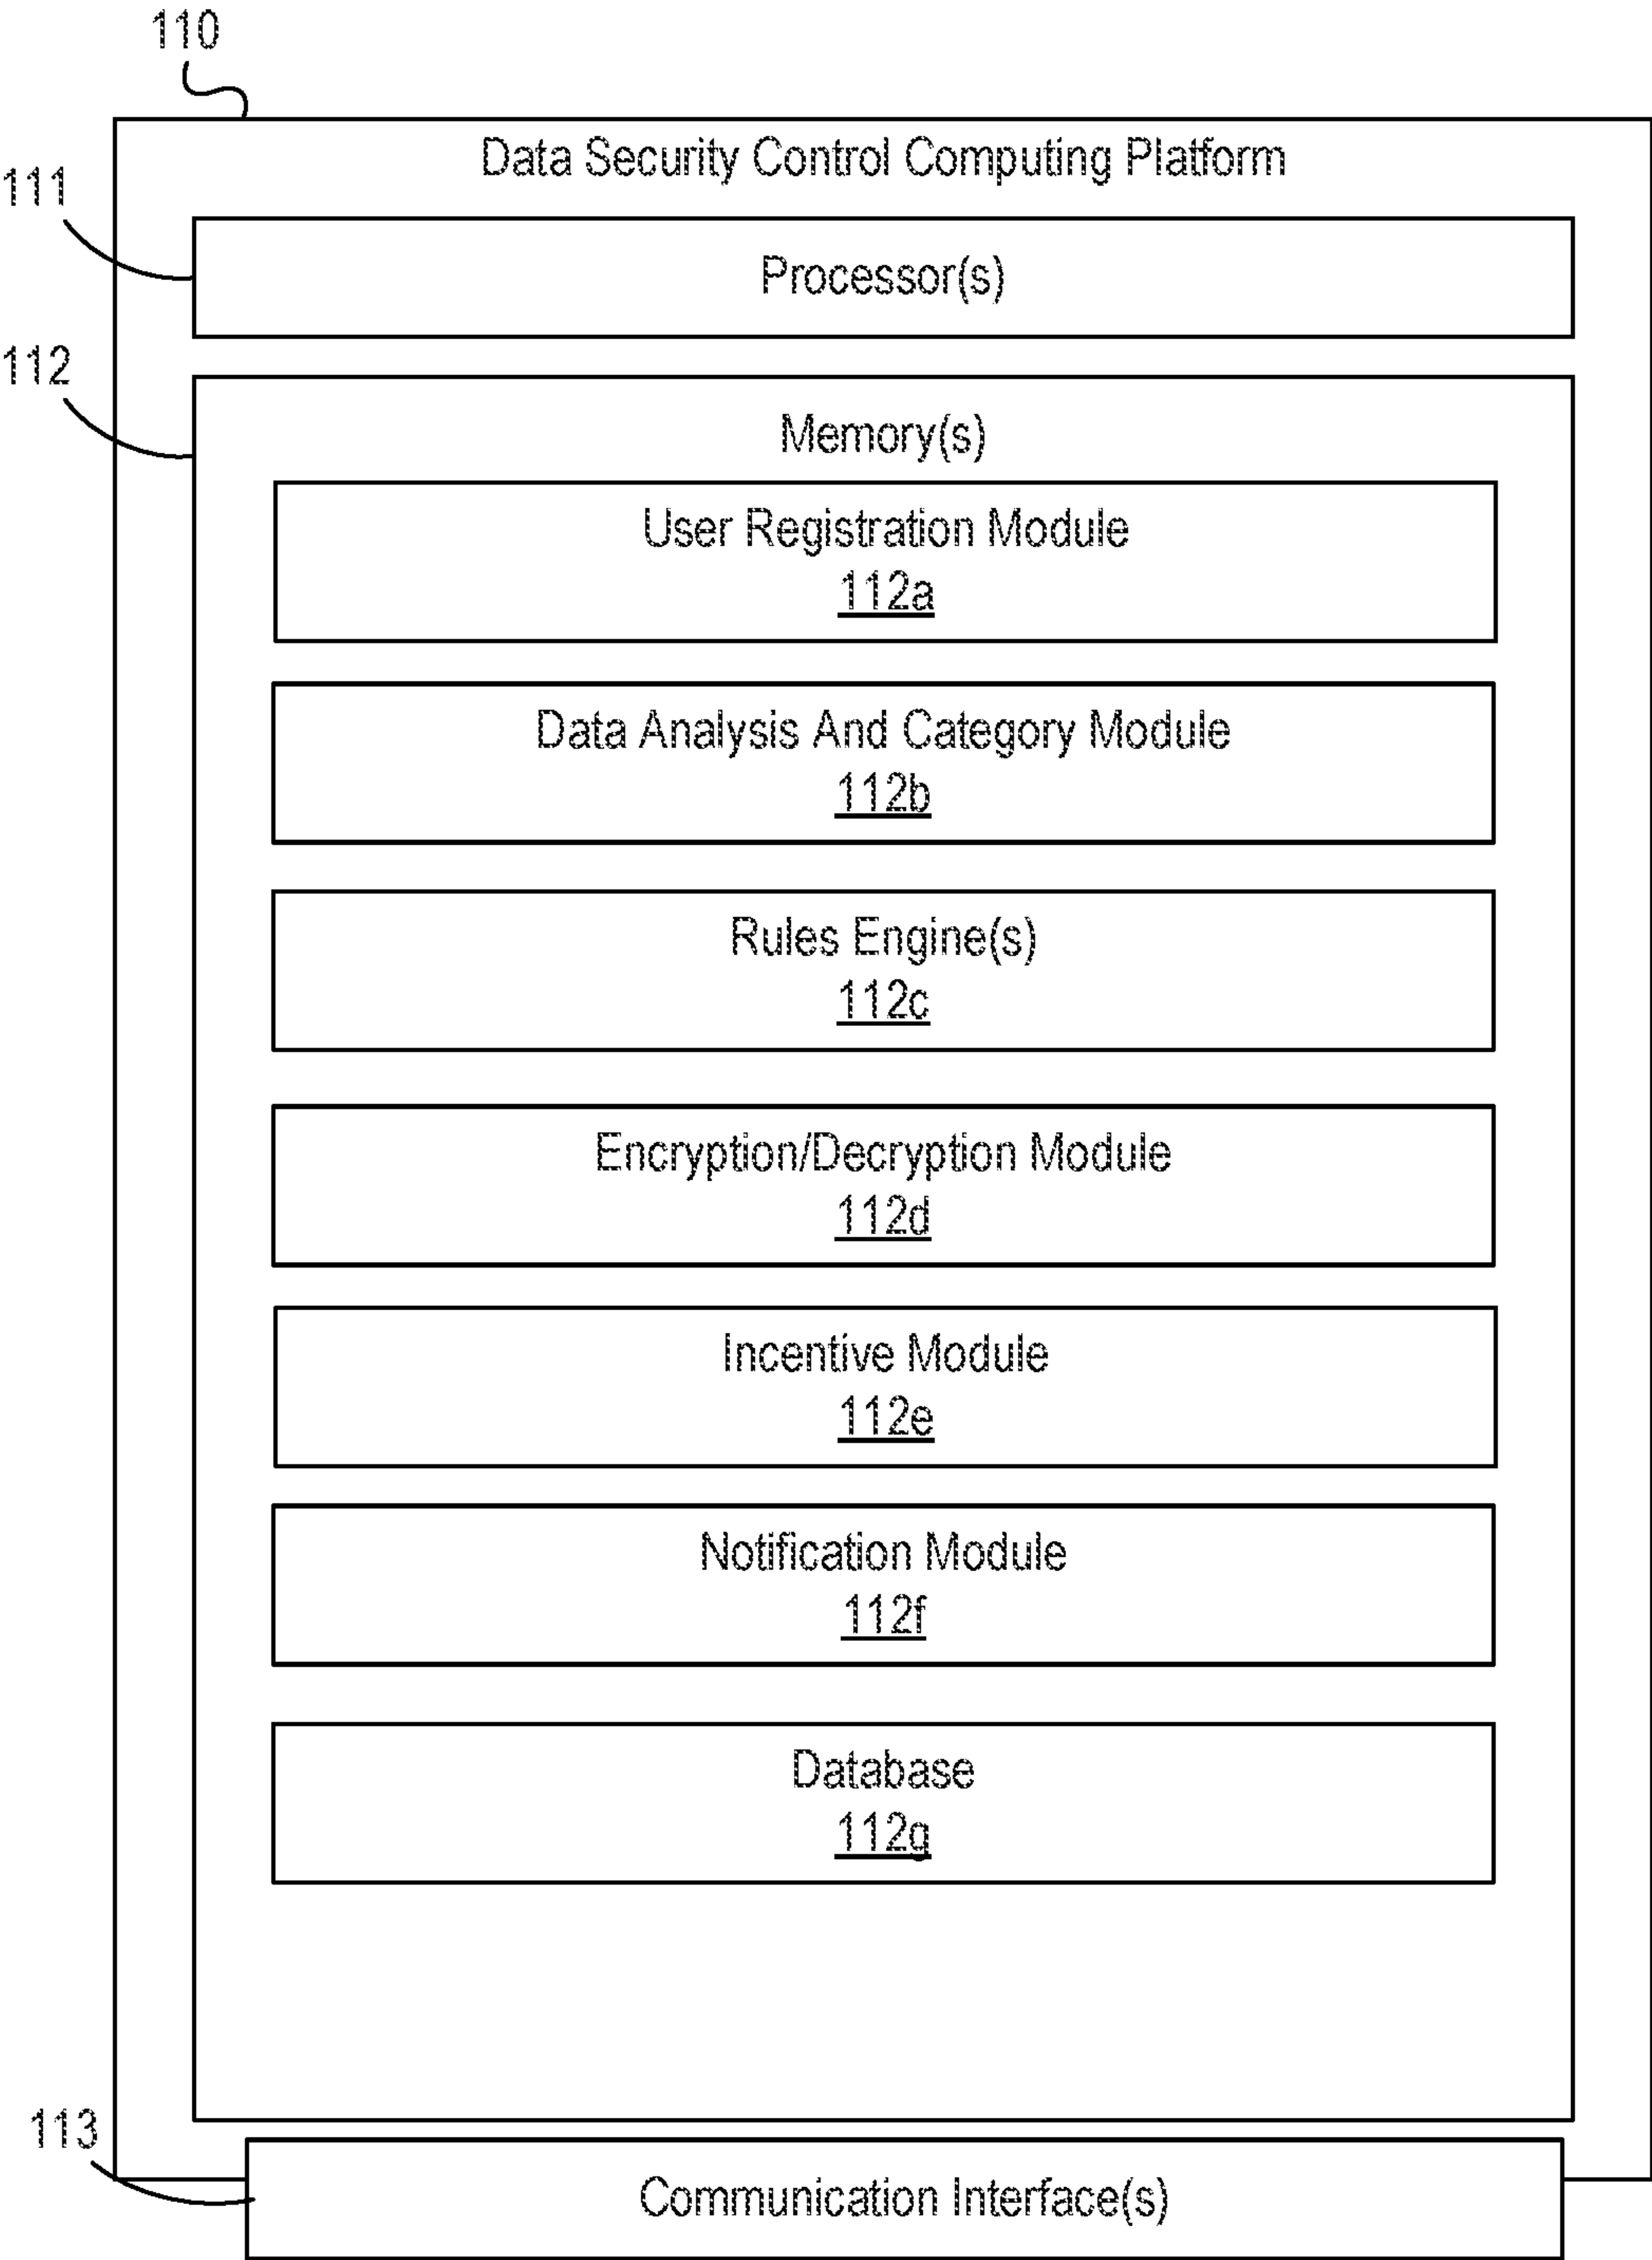 110
Data Security Control Computing Platform
111
Processor(s)
112
Memory(s)
User Registration Module
112a
Data Analysis And Category Module
112b
Rules Engine(s)
112c
Encryption/Decryption Module
112d
Incentive Module
112e
Notification Module
112f
Database
112g
113
Communication Interface(s)